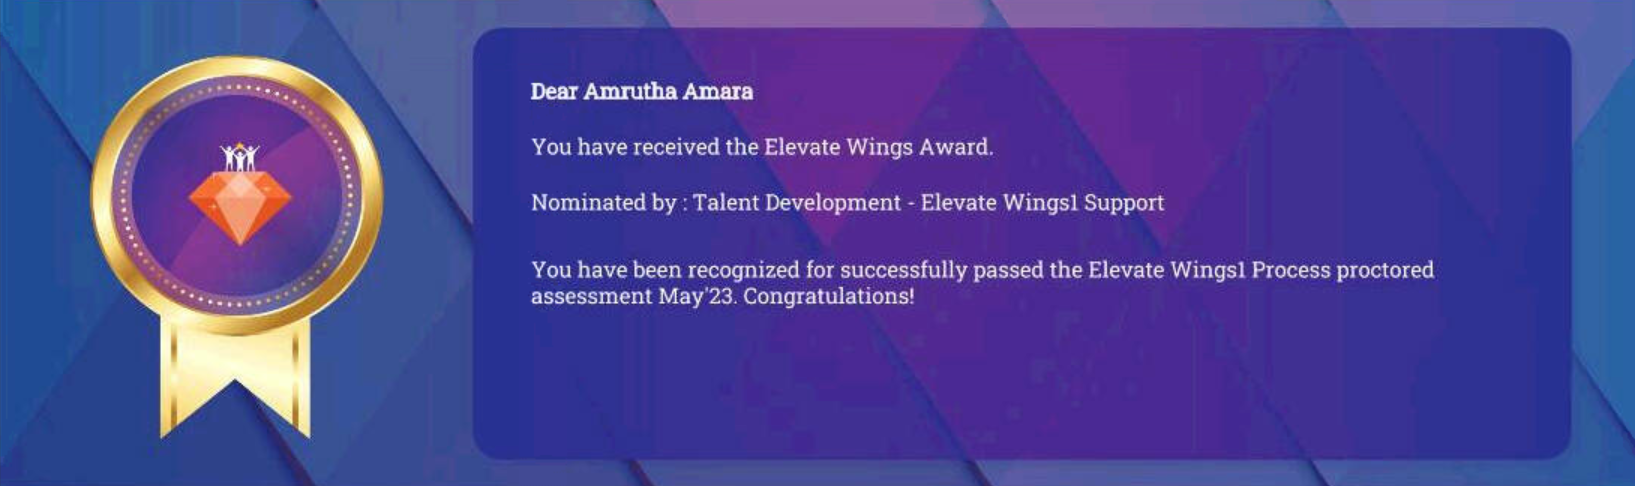 Dear Amrutha Amara
You have received the Elevate Wings Award.
Nominated by : Talent Development - Elevate Wings1 Support
You have been recognized for successfully passed the Elevate Wings1 Process proctored
assessment May'23. Congratulations!